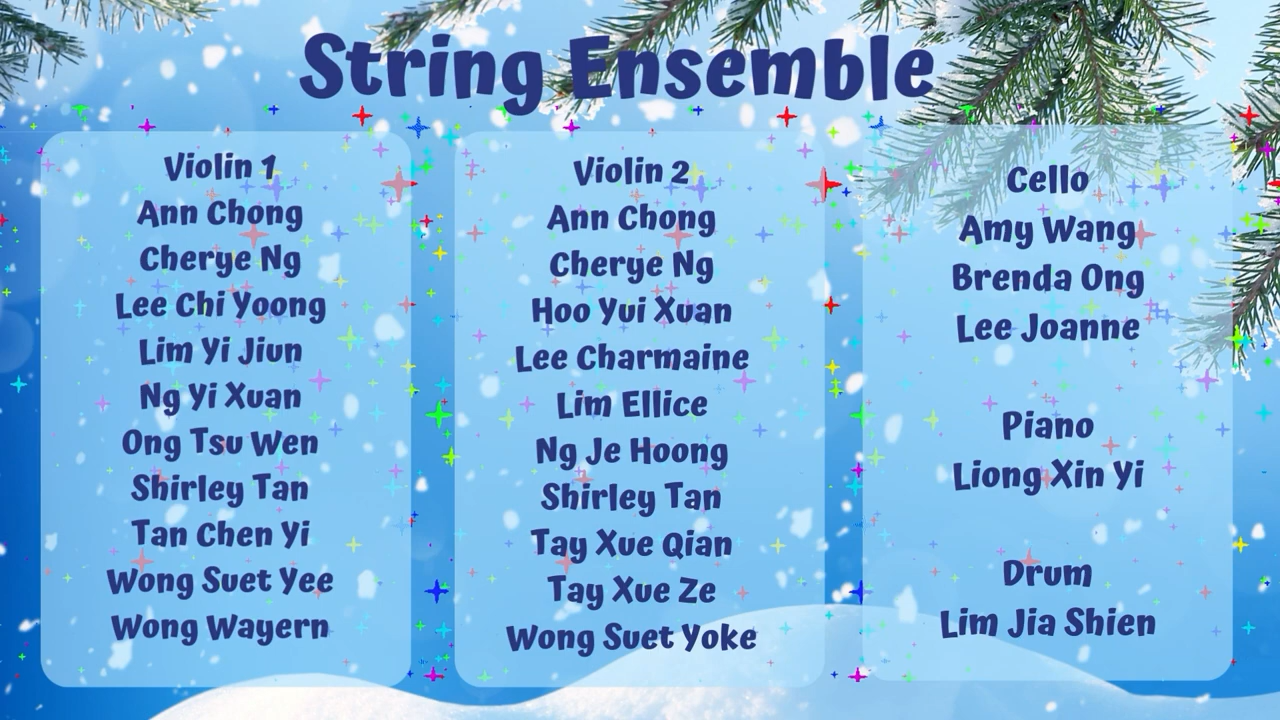 String Ensemble
Violin 1
Ann Chong
Cherye Ng
Lee Chi Yoong
Lim Yi Jiun
Ng Yi Xuan
Ong Tsu Wen
Shirley Tan
Tan Chen Yi
Wong Suet Yee
Wong Wayern
Violin 2
Ann Chong
Cherye Ng
Hoo Yui Xuan
Lee Charmaine
Lim Ellice
Ng Je Hoong
Shirley Tan
Tay Xue Qian
Tay Xue Ze
Wong Suet Yoke
Cello
Amy Wang
Brenda Ong
Lee Joanne
Piano
Liong Xin Yi
Drum
Lim Jia Shien